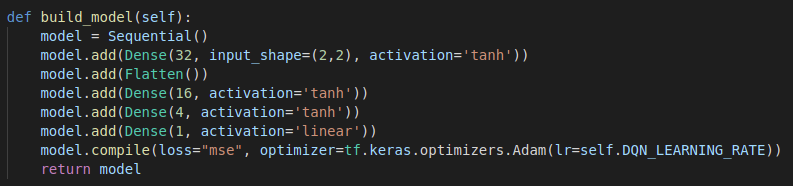 def build_model(self):
    model = Sequential()
    model.add(Dense(32, input_shape=(2,2), activation='tanh'))
    model.add(Flatten())
    model.add(Dense(16, activation='tanh'))
    model.add(Dense(4, activation='tanh'))
    model.add(Dense(1, activation='linear'))
    model.compile(loss="mse", optimizer=tf.keras.optimizers.Adam(lr=self.DQN_LEARNING_RATE))
    return model